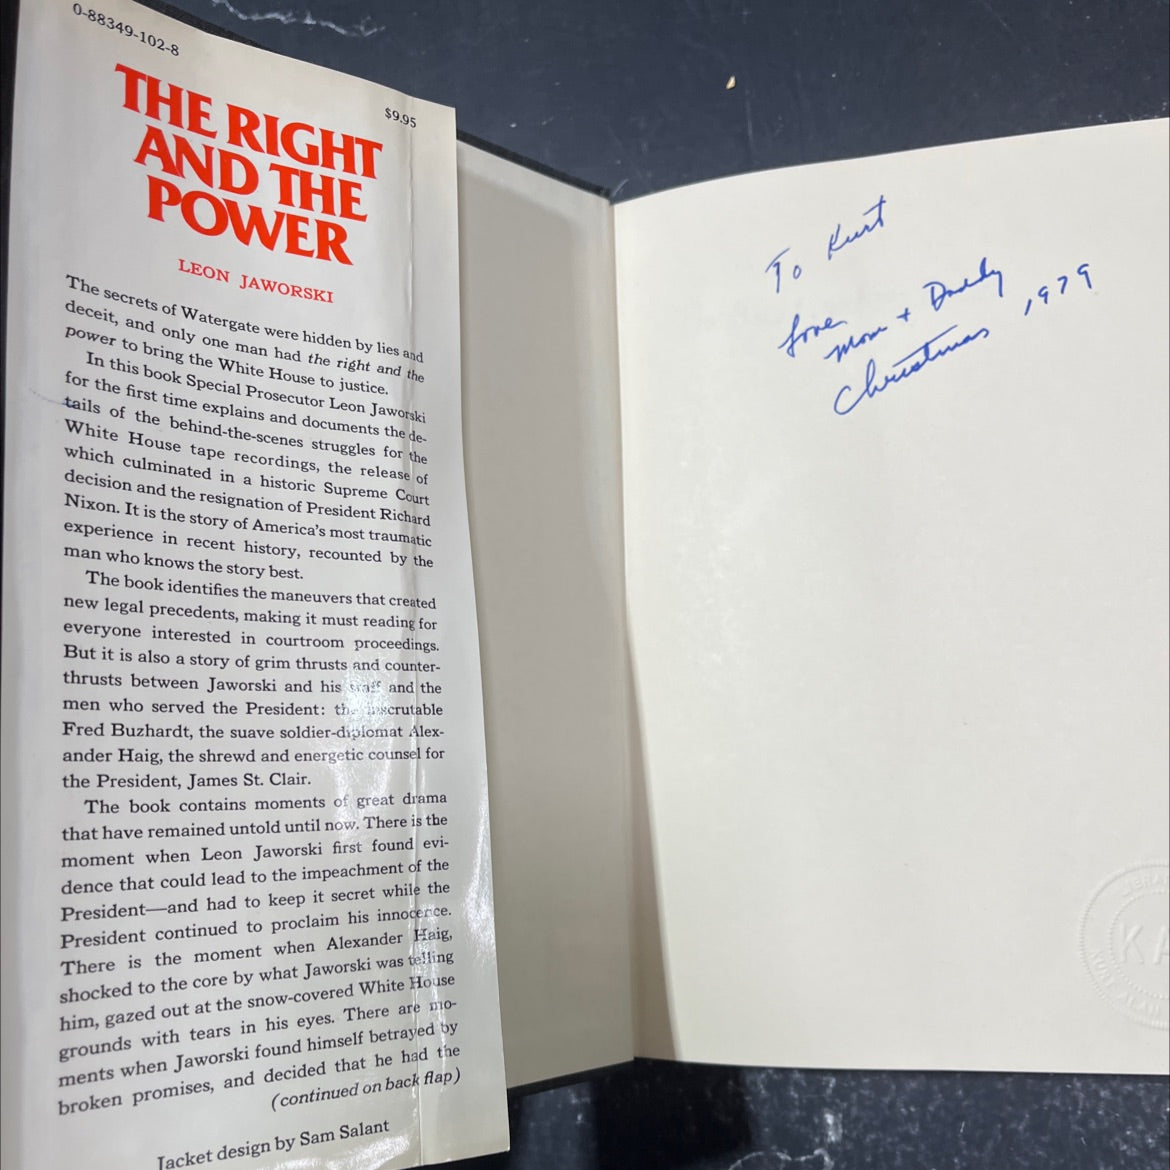 0-88349-102-8
$9.95
THE RIGHT
AND THE
POWER
LEON JAWORSKI
The secrets of Watergate were hidden by lies and
deceit, and only one man had the right and the
power to bring the White House to justice.
In this book Special Prosecutor Leon Jaworski
for the first time explains and documents the de-
tails of the behind-the-scenes struggles for the
White House tape recordings, the release of
which culminated in a historic Supreme Court
decision and the resignation of President Richard
Nixon. It is the story of America's most traumatic
experience in recent history, recounted by the
man who knows the story best.
The book identifies the maneuvers that created
new legal precedents, making it must reading for
everyone interested in courtroom proceedings.
But it is also a story of grim thrusts and counter-
thrusts between Jaworski and his staff and the
men who served the President: the inscrutable
Fred Buzhardt, the suave soldier-diplomat Alex-
ander Haig, the shrewd and energetic counsel for
the President, James St. Clair.
The book contains moments of great drama
that have remained untold until now. There is the
moment when Leon Jaworski first found evi-
dence that could lead to the impeachment of the
President—and had to keep it secret while the
President continued to proclaim his innocence.
There is the moment when Alexander Haig,
shocked to the core by what Jaworski was telling
him, gazed out at the snow-covered White House
grounds with tears in his eyes. There are mo-
ments when Jaworski found himself betrayed by
broken promises, and decided that he had the
(continued on back flap)
Jacket design by Sam Salant
To Kurt
Love
Mom + Daddy
Christmas 1979